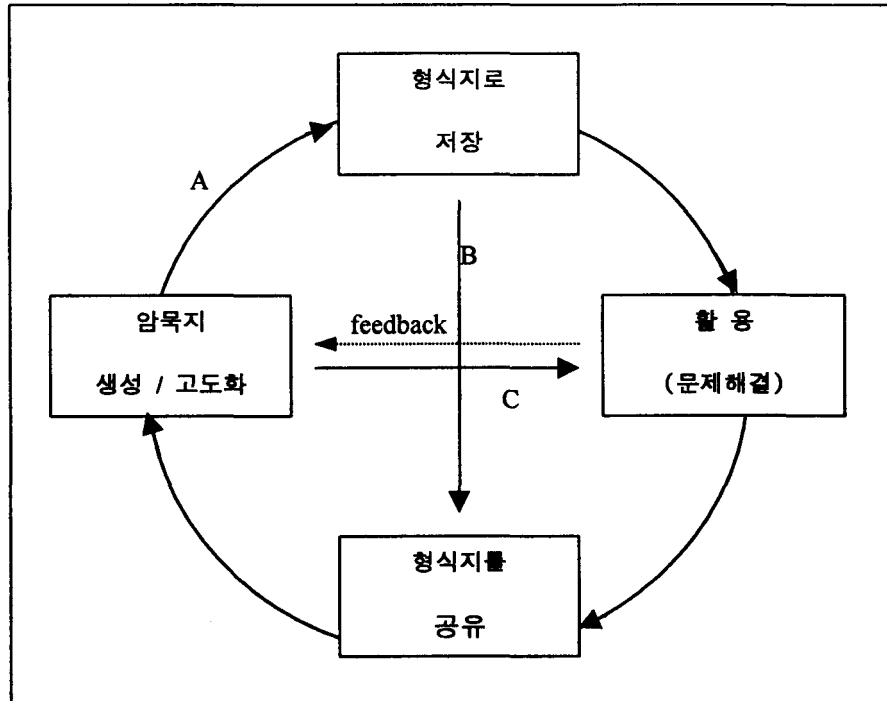 형식지로
저장
A
B
암묵지
생성 / 고도화
feedback
C
활 용
(문제해결)
형식지를
공유